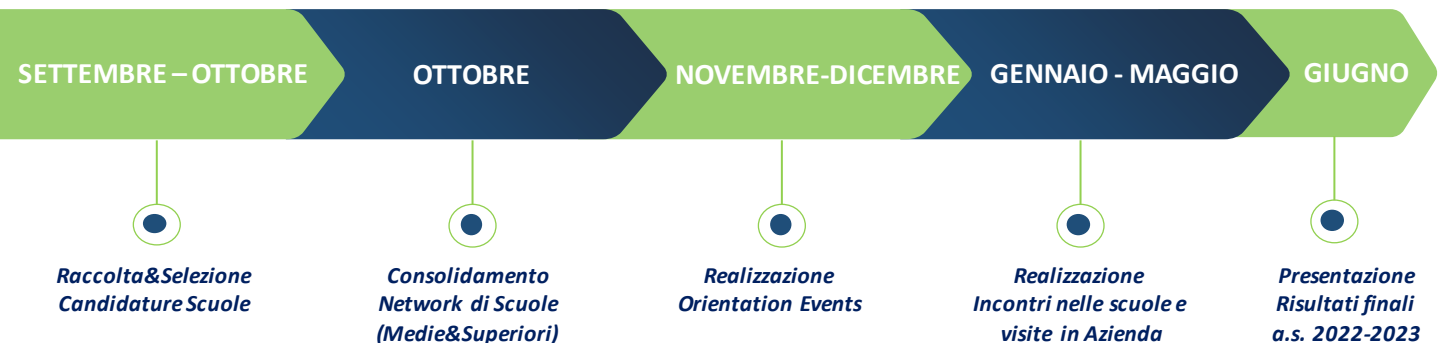 SETTEMBRE – OTTOBRE
OTTOBRE
NOVEMBRE-DICEMBRE
GENNAIO - MAGGIO
GIUGNO
Raccolta&Selezione
Candidature Scuole
Consolidamento
Network di Scuole
(Medie&Superiori)
Realizzazione
Orientation Events
Realizzazione
Incontri nelle scuole e
visite in Azienda
Presentazione
Risultati finali
a.s. 2022-2023